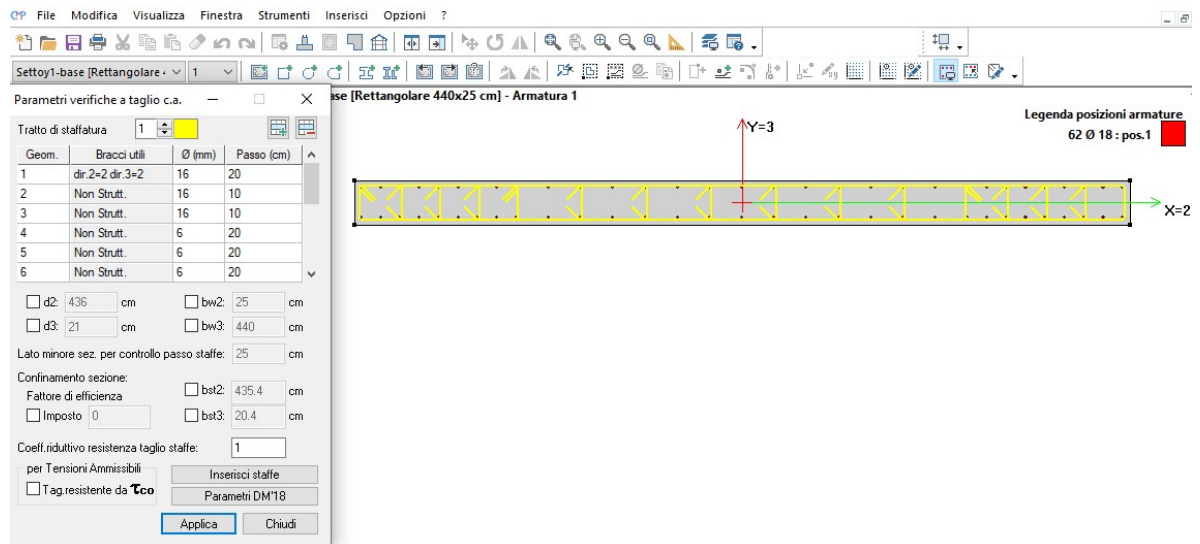 File Modifica Visualizza Finestra Strumenti Inserisci Opzioni ?
Settoy1-base [Rettangolare 1
Parametri verifiche a taglio c.a.
ase [Rettangolare 440x25 cm] - Armatura 1
Tratto di staffatura 1
Geom. Bracci utili Ø (mm) Passo (cm)
1 dir.2=2 dir.3=2 16 20
2 Non Strutt. 16 10
3 Non Strutt. 16 10
4 Non Strutt. 6 20
5 Non Strutt. 6 20
6 Non Strutt. 6 20
d2: 436 cm bw2: 25 cm
d3: 21 cm bw3: 440 cm
Lato minore sez. per controllo passo staffe: 25 cm
Confinamento sezione:
Fattore di efficienza
bst2: 435.4 cm
Imposto 0 bst3: 20.4 cm
Coeff.riduttivo resistenza taglio staffe: 1
per Tensioni Ammissibili
Tag.resistente da τco
Inserisci staffe
Parametri DM'18
Applica Chiudi
Legenda posizioni armature
62 Ø 18 : pos.1
Y=3
X=2